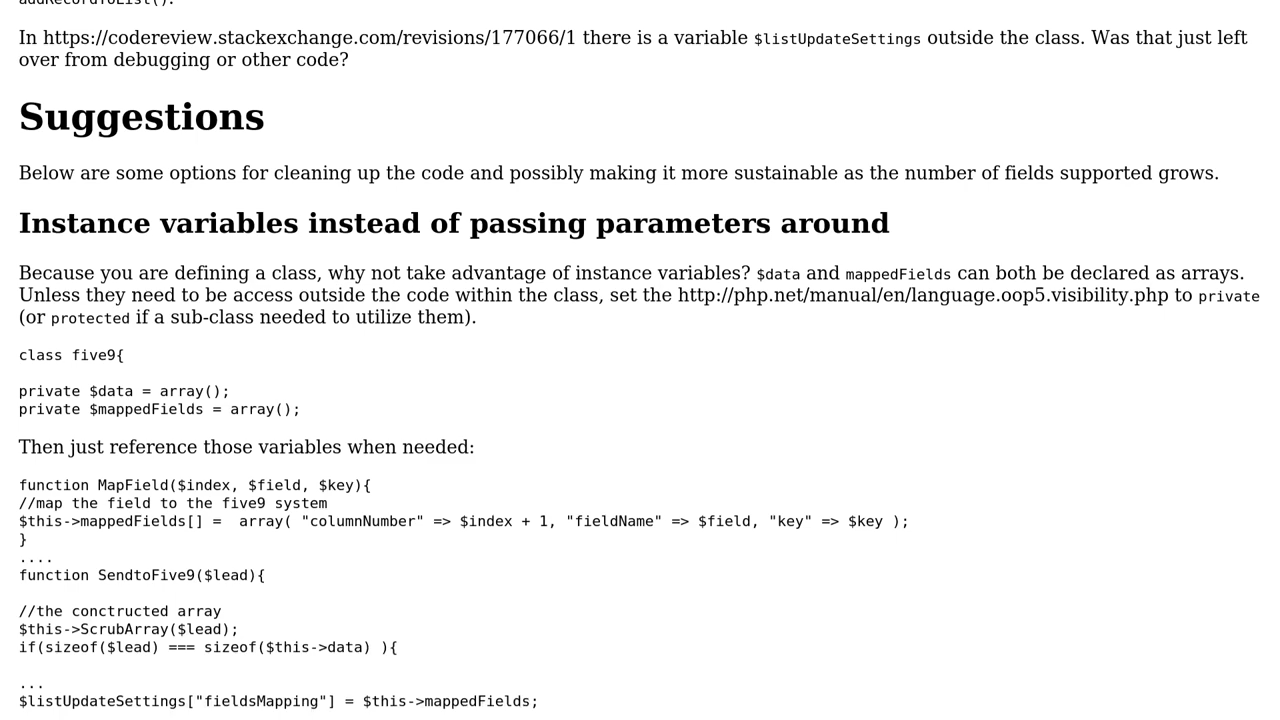 addRecordToList().
In https://codereview.stackexchange.com/revisions/177066/1 there is a variable $listUpdateSettings outside the class. Was that just left
over from debugging or other code?
Suggestions
Below are some options for cleaning up the code and possibly making it more sustainable as the number of fields supported grows.
Instance variables instead of passing parameters around
Because you are defining a class, why not take advantage of instance variables? $data and mappedFields can both be declared as arrays.
Unless they need to be access outside the code within the class, set the http://php.net/manual/en/language.oop5.visibility.php to private
(or protected if a sub-class needed to utilize them).
class five9{
private $data = array();
private $mappedFields = array();
Then just reference those variables when needed:
function MapField($index, $field, $key){
//map the field to the five9 system
$this->mappedFields[] =  array( "columnNumber" => $index + 1, "fieldName" => $field, "key" => $key );
}
....
function SendtoFive9($lead){
//the conctructed array
$this->ScrubArray($lead);
if(sizeof($lead) === sizeof($this->data) ){
...
$listUpdateSettings["fieldsMapping"] = $this->mappedFields;